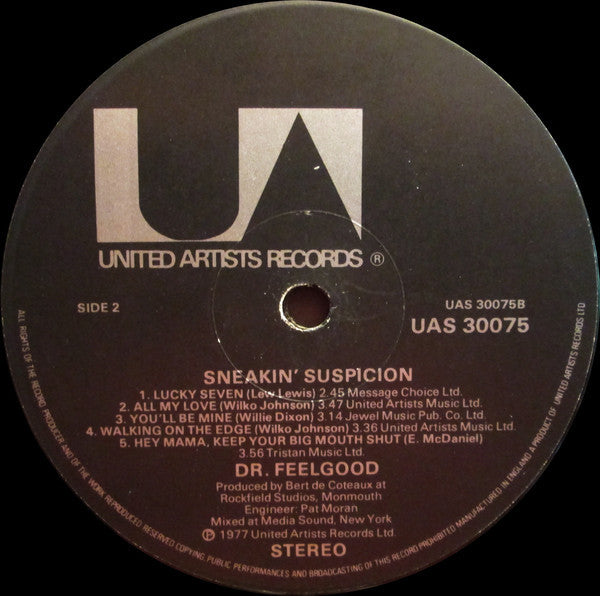 UA
UNITED ARTISTS RECORDS ®
SIDE 2
UAS 30075B
UAS 30075
SNEAKIN' SUSPICION
1. LUCKY SEVEN (Lew Lewis) 2.45 Message Choice Ltd.
2. ALL MY LOVE (Wilko Johnson) 3.47 United Artists Music Ltd.
3. YOU'LL BE MINE (Willie Dixon) 3.14 Jewel Music Pub. Co. Ltd.
4. WALKING ON THE EDGE (Wilko Johnson) 3.36 United Artists Music Ltd.
5. HEY MAMA, KEEP YOUR BIG MOUTH SHUT (E. McDaniel)
3.56 Tristan Music Ltd.
DR. FEELGOOD
Produced by Bert de Coteaux at
Rockfield Studios, Monmouth
Engineer: Pat Moran
Mixed at Media Sound, New York
℗ 1977 United Artists Records Ltd.
STEREO
ALL RIGHTS OF THE RECORD PRODUCER AND OF THE WORK REPRODUCED RESERVED COPYING, PUBLIC PERFORMANCES AND BROADCASTING OF THIS RECORD PROHIBITED MANUFACTURED IN ENGLAND A PRODUCT OF UNITED ARTISTS RECORDS LTD